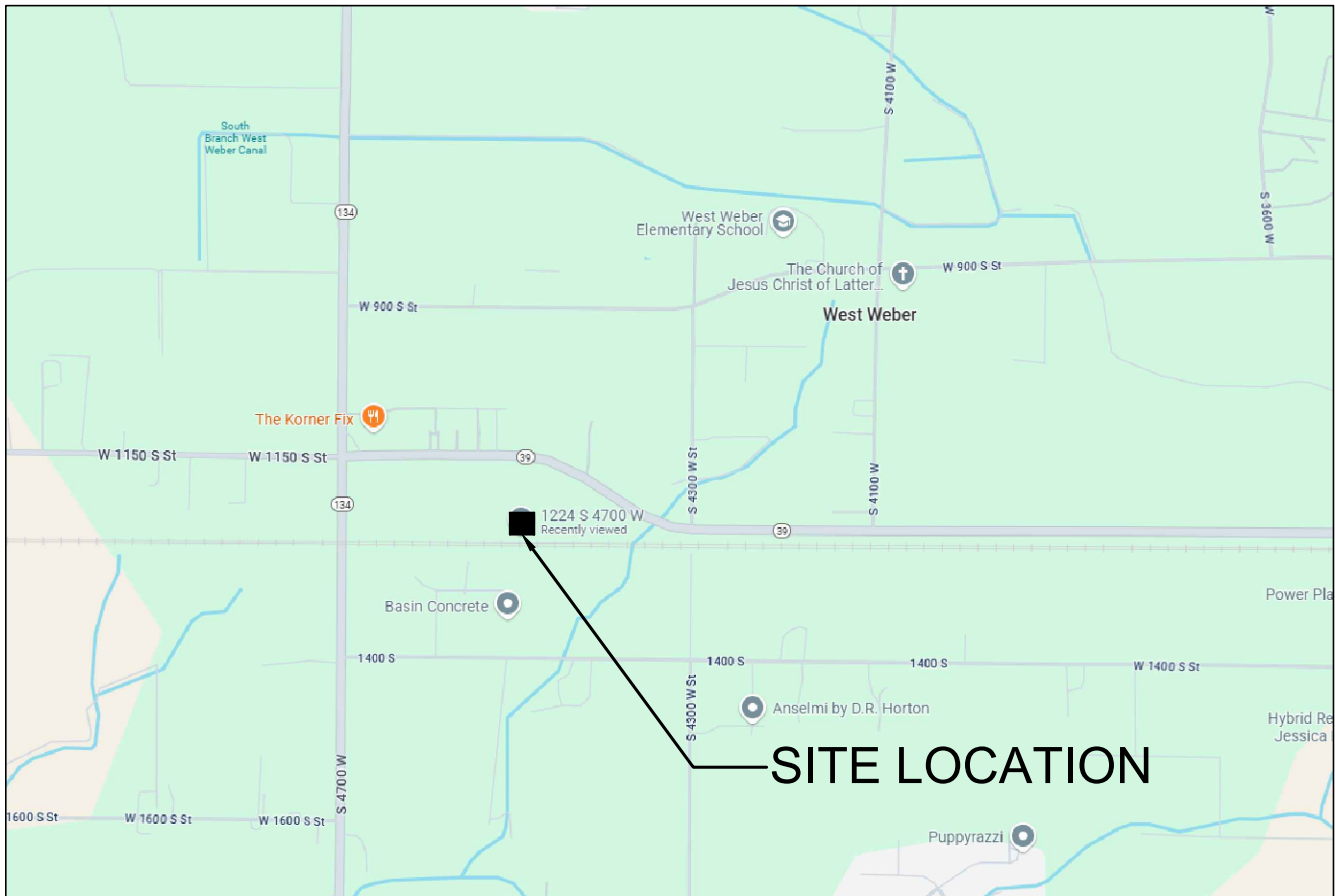 W
S 4100 W
South
Branch West
Weber Canal
134
West Weber
Elementary School
S 3600 W
The Church of
Jesus Christ of Latter...
W 900 S St
W 900 S St
West Weber
The Korner Fix
W 1150 S St
W 1150 S St
39
S 4300 W St
S 4100 W
134
1224 S 4700 W
Recently viewed
39
Basin Concrete
Power Pla
1400 S
1400 S
1400 S
W 1400 S St
S 4300 W St
Anselmi by D.R. Horton
Hybrid Re
Jessica
SITE LOCATION
S 4700 W
1600 S St
W 1600 S St
W 1600 S St
Puppyrazzi